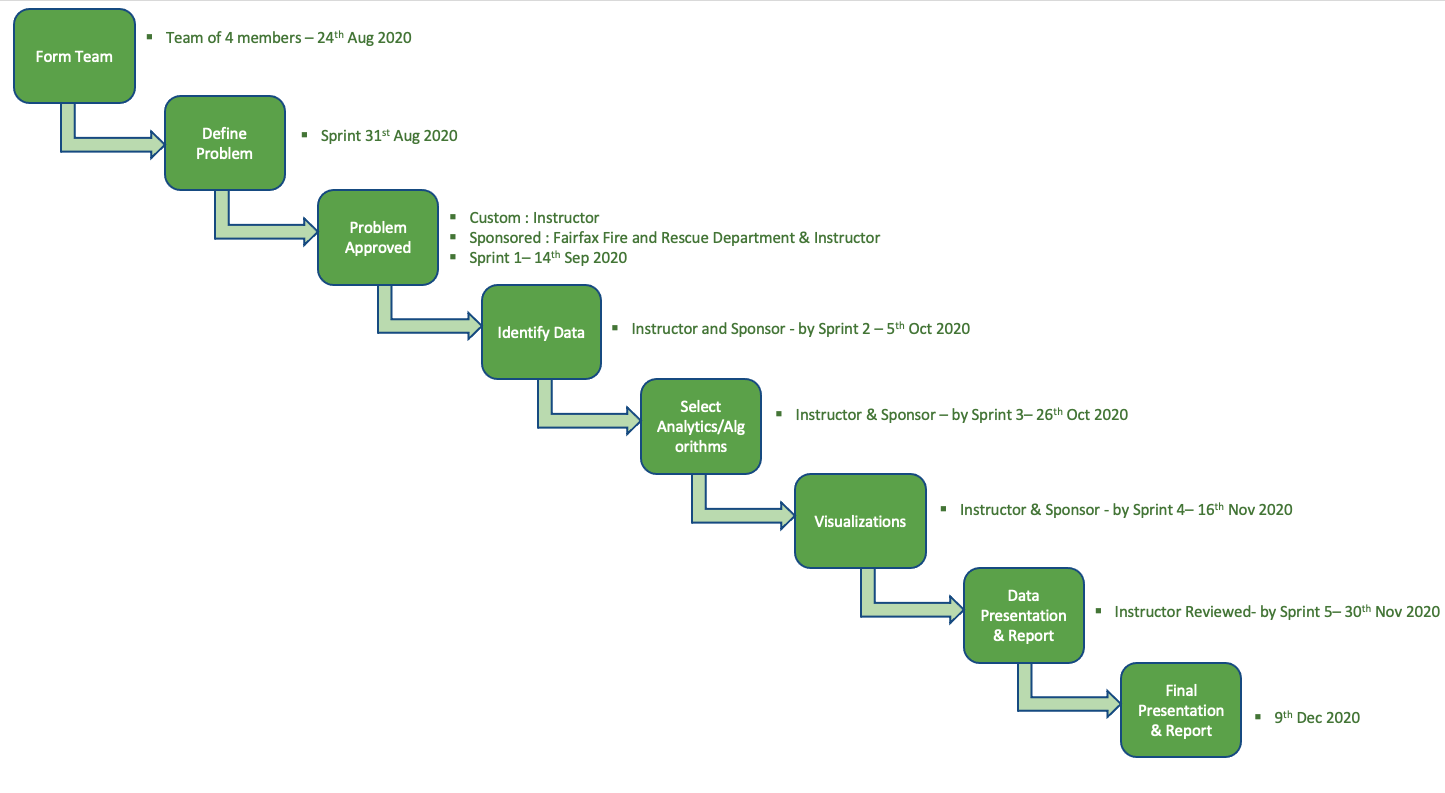 Form Team
▪ Team of 4 members – 24th Aug 2020
Define
Problem
▪ Sprint 31st Aug 2020
Problem
Approved
▪ Custom : Instructor
▪ Sponsored : Fairfax Fire and Rescue Department & Instructor
▪ Sprint 1– 14th Sep 2020
Identify Data
▪ Instructor and Sponsor - by Sprint 2 – 5th Oct 2020
Select
Analytics/Alg
orithms
▪ Instructor & Sponsor – by Sprint 3– 26th Oct 2020
Visualizations
▪ Instructor & Sponsor - by Sprint 4– 16th Nov 2020
Data
Presentation
& Report
▪ Instructor Reviewed- by Sprint 5– 30th Nov 2020
Final
Presentation
& Report
▪ 9th Dec 2020